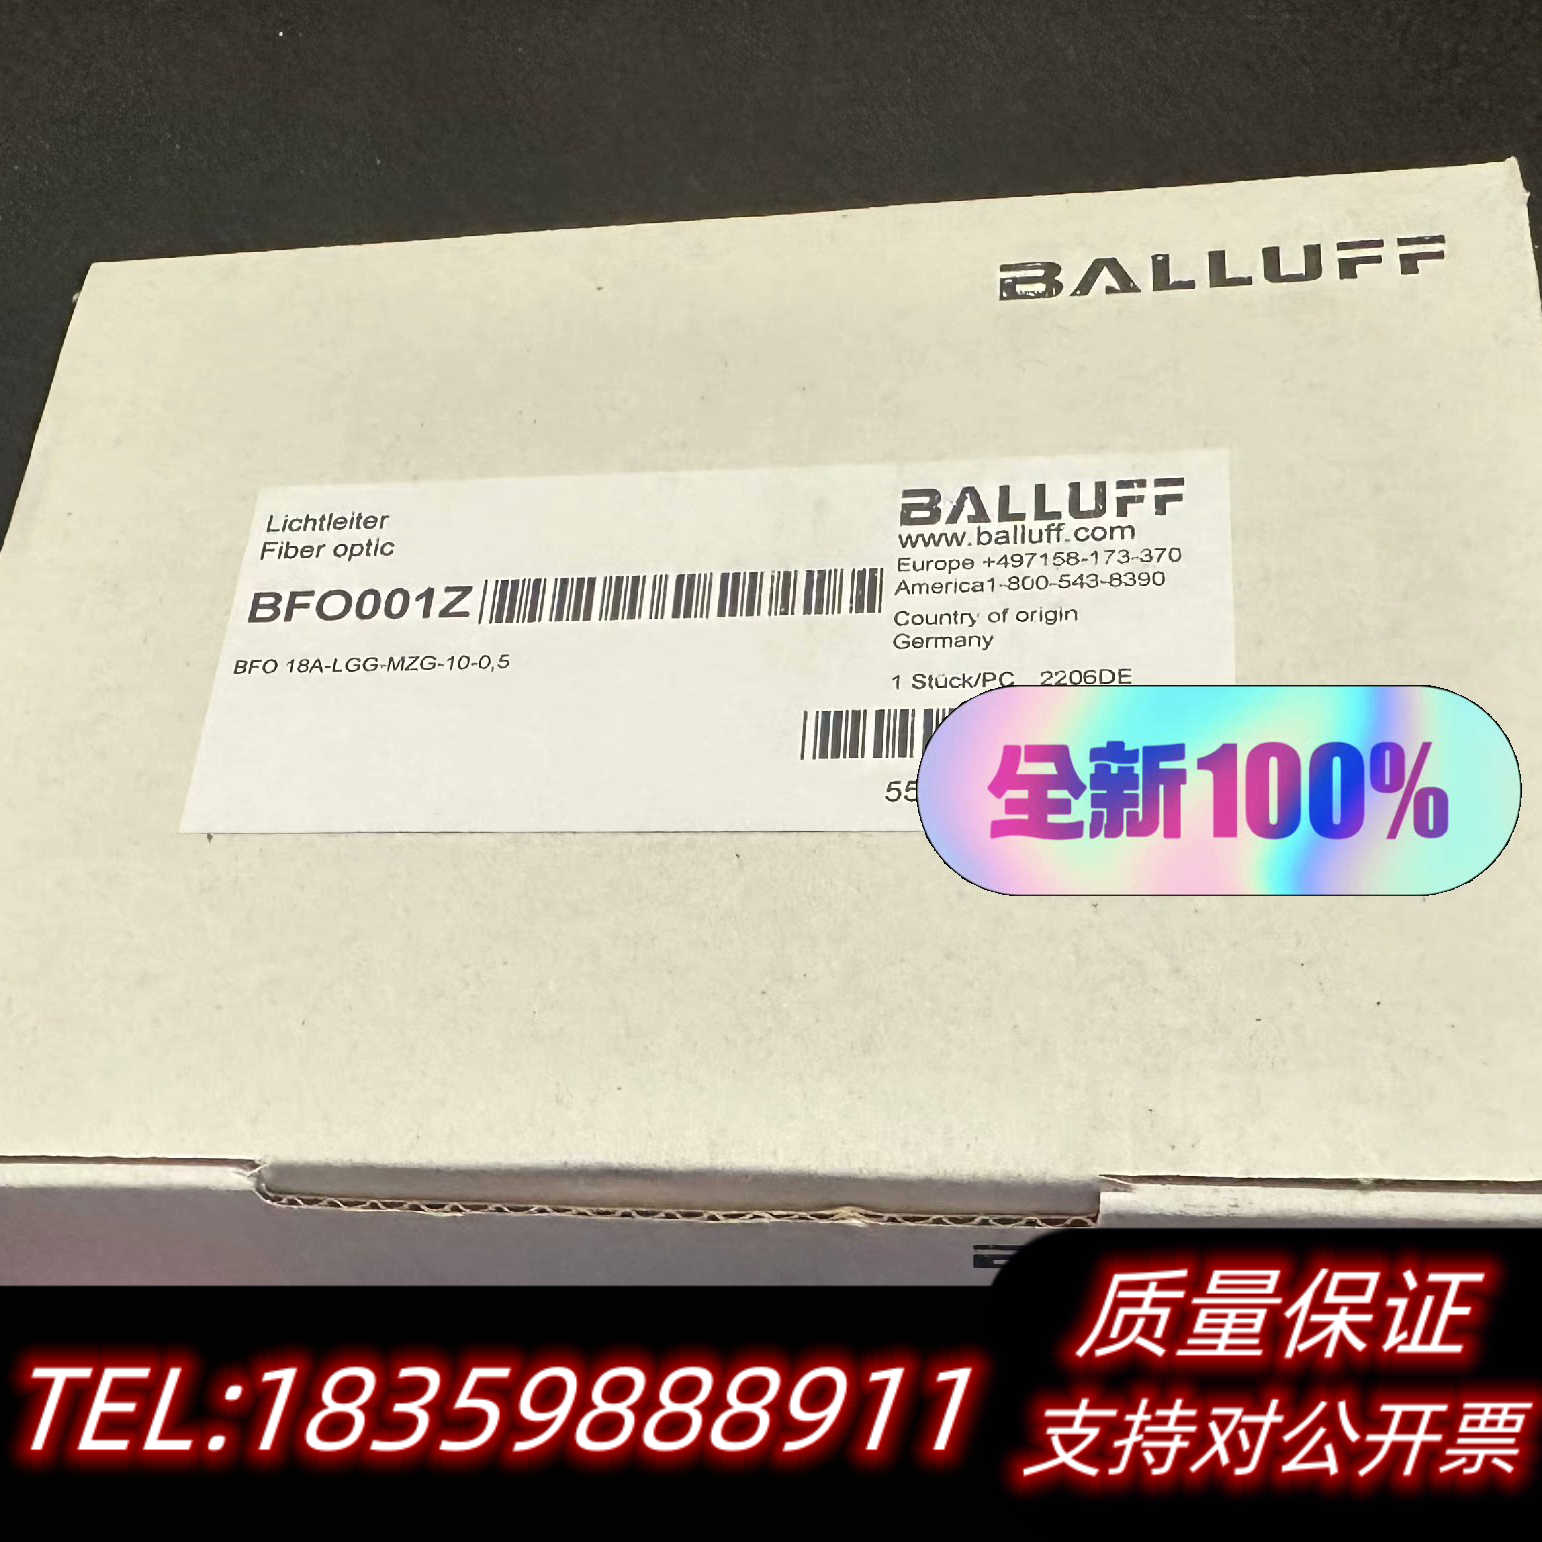 BALLUFF
Lichtleiter
Fiber optic
BFO001Z
BFO 18A-LGG-MZG-10-0,5
BALLUFF
www.balluff.com
Europe +497158-173-370
America1-800-543-8390
Country of origin
Germany
1 Stück/PC 2206DE
55
全新100%
质量保证
TEL:18359888911
支持对公开票